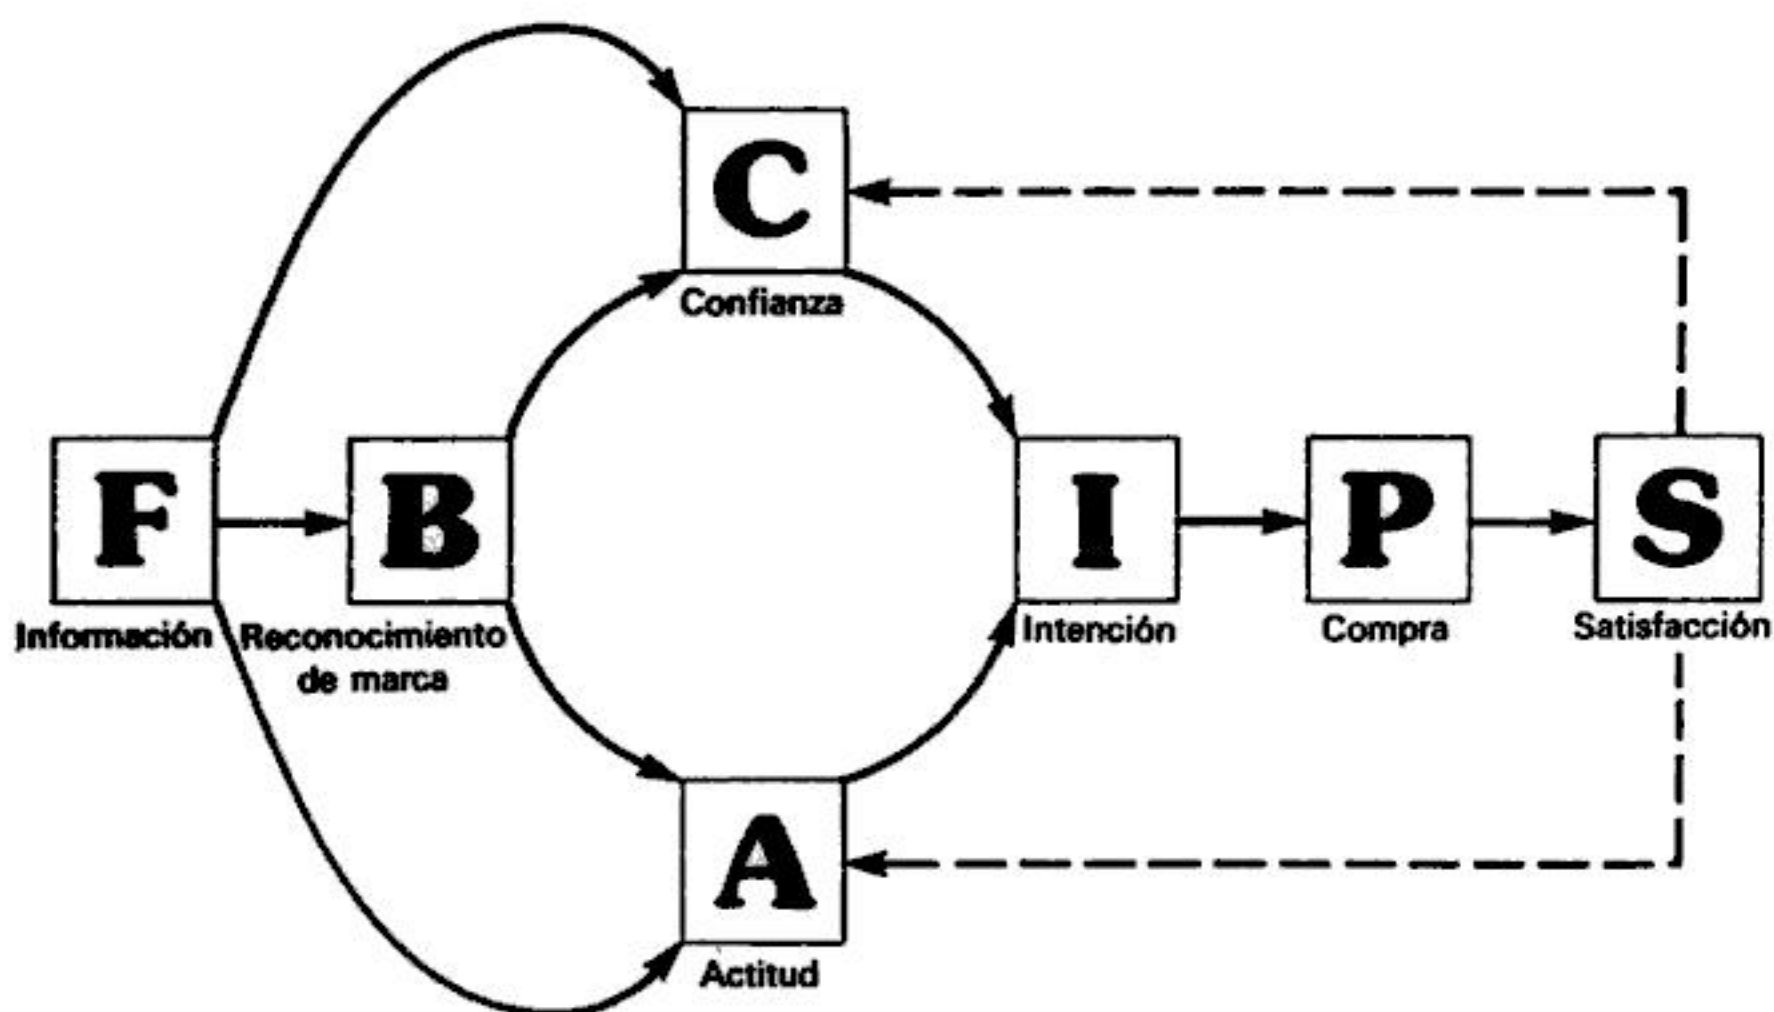 C
Confianza
F
Información
B
Reconocimiento
de marca
I
Intención
P
Compra
S
Satisfacción
A
Actitud